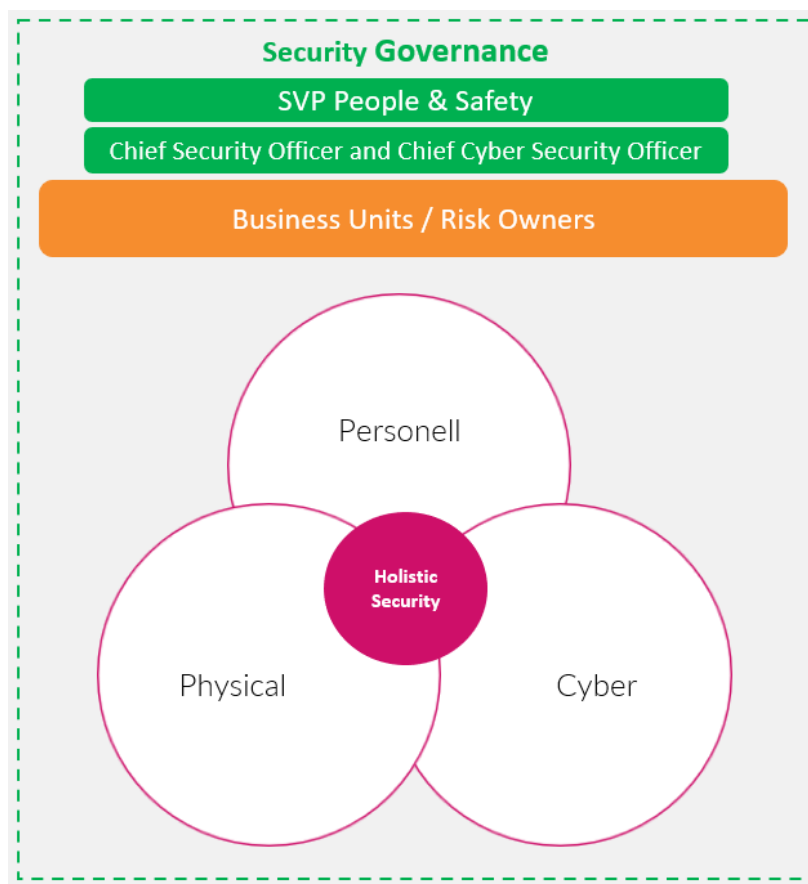 Security Governance
SVP People & Safety
Chief Security Officer and Chief Cyber Security Officer
Business Units / Risk Owners
Personell
Holistic
Security
Physical
Cyber